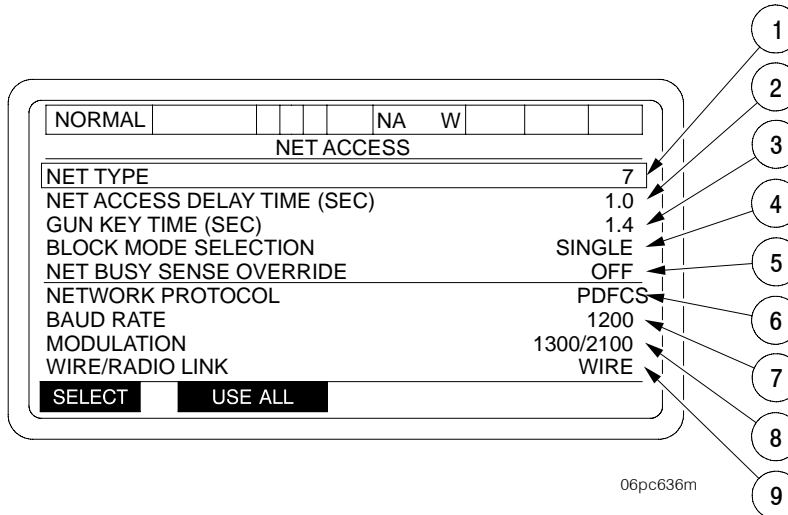 NORMAL NA W
NET ACCESS
NET TYPE 7
NET ACCESS DELAY TIME (SEC) 1.0
GUN KEY TIME (SEC) 1.4
BLOCK MODE SELECTION SINGLE
NET BUSY SENSE OVERRIDE OFF
NETWORK PROTOCOL PDFCS
BAUD RATE 1200
MODULATION 1300/2100
WIRE/RADIO LINK WIRE
SELECT USE ALL
1
2
3
4
5
6
7
8
9
06pc636m